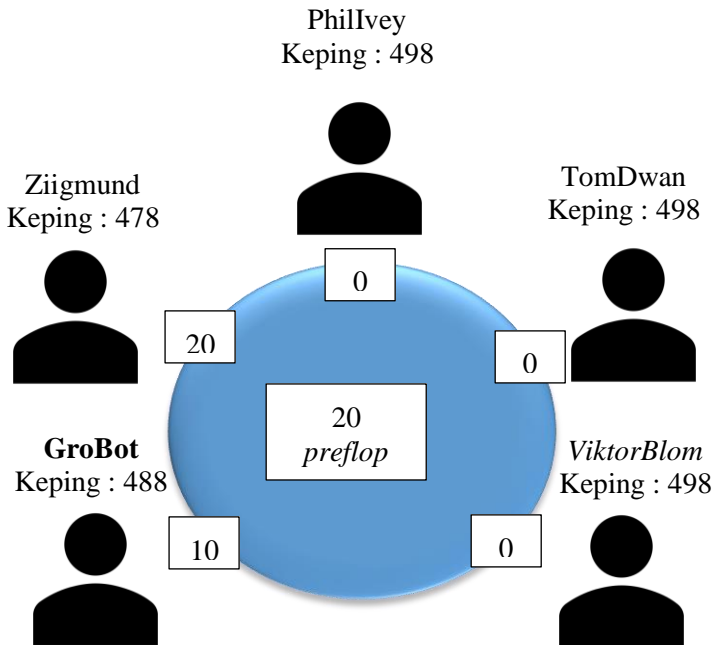 PhilIvey
Keping : 498
Ziigmund
Keping : 478
TomDwan
Keping : 498
0
20
0
20
preflop
GroBot
Keping : 488
ViktorBlom
Keping : 498
10
0